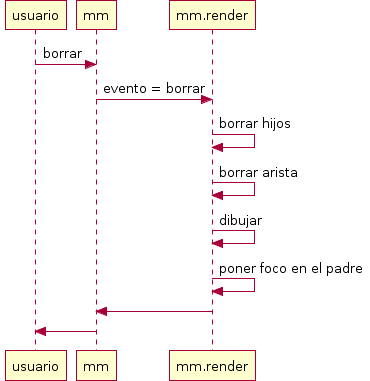 usuario mm mm.render
borrar
evento = borrar
borrar hijos
borrar arista
dibujar
poner foco en el padre
usuario mm mm.render